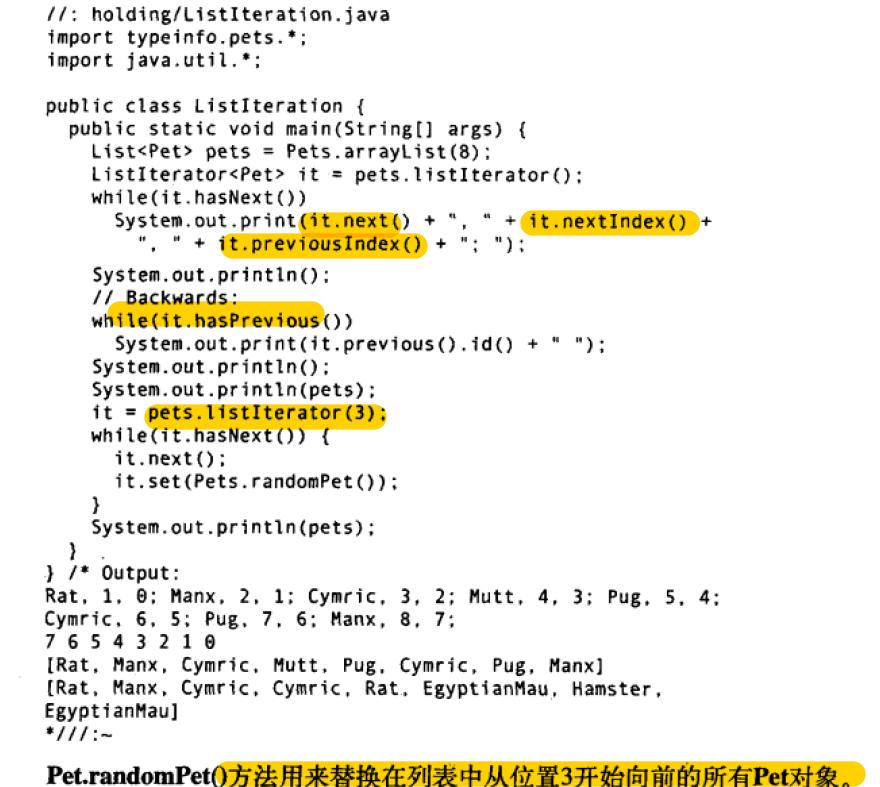 //: holding/ListIteration.java
import typeinfo.pets.*;
import java.util.*;
public class ListIteration {
public static void main(String[] args) {
List<Pet> pets = Pets.arrayList(8);
ListIterator<Pet> it = pets.listIterator();
while(it.hasNext())
System.out.print(it.next() + ", " + it.nextIndex() +
", " + it.previousIndex() + "; ");
System.out.println();
// Backwards:
while(it.hasPrevious())
System.out.print(it.previous().id() + " ");
System.out.println();
System.out.println(pets);
it = pets.listIterator(3);
while(it.hasNext()) {
it.next();
it.set(Pets.randomPet());
}
System.out.println(pets);
}
} /* Output:
Rat, 1, 0; Manx, 2, 1; Cymric, 3, 2; Mutt, 4, 3; Pug, 5, 4;
Cymric, 6, 5; Pug, 7, 6; Manx, 8, 7;
7 6 5 4 3 2 1 0
[Rat, Manx, Cymric, Mutt, Pug, Cymric, Pug, Manx]
[Rat, Manx, Cymric, Cymric, Rat, EgyptianMau, Hamster,
EgyptianMau]
*///:~
Pet.randomPet()方法用来替换在列表中从位置3开始向前的所有Pet对象。